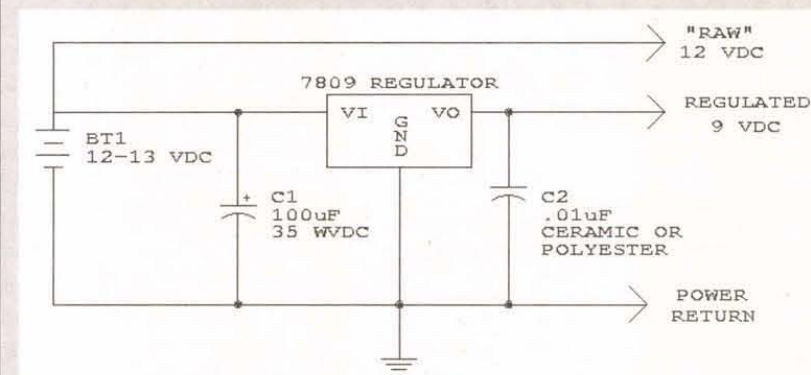 "RAW"
12 VDC
7809 REGULATOR
VI
GND
VO
REGULATED
9 VDC
BT1
12-13 VDC
+
C1
100uF
35 WVDC
C2
.01uF
CERAMIC OR
POLYESTER
POWER
RETURN